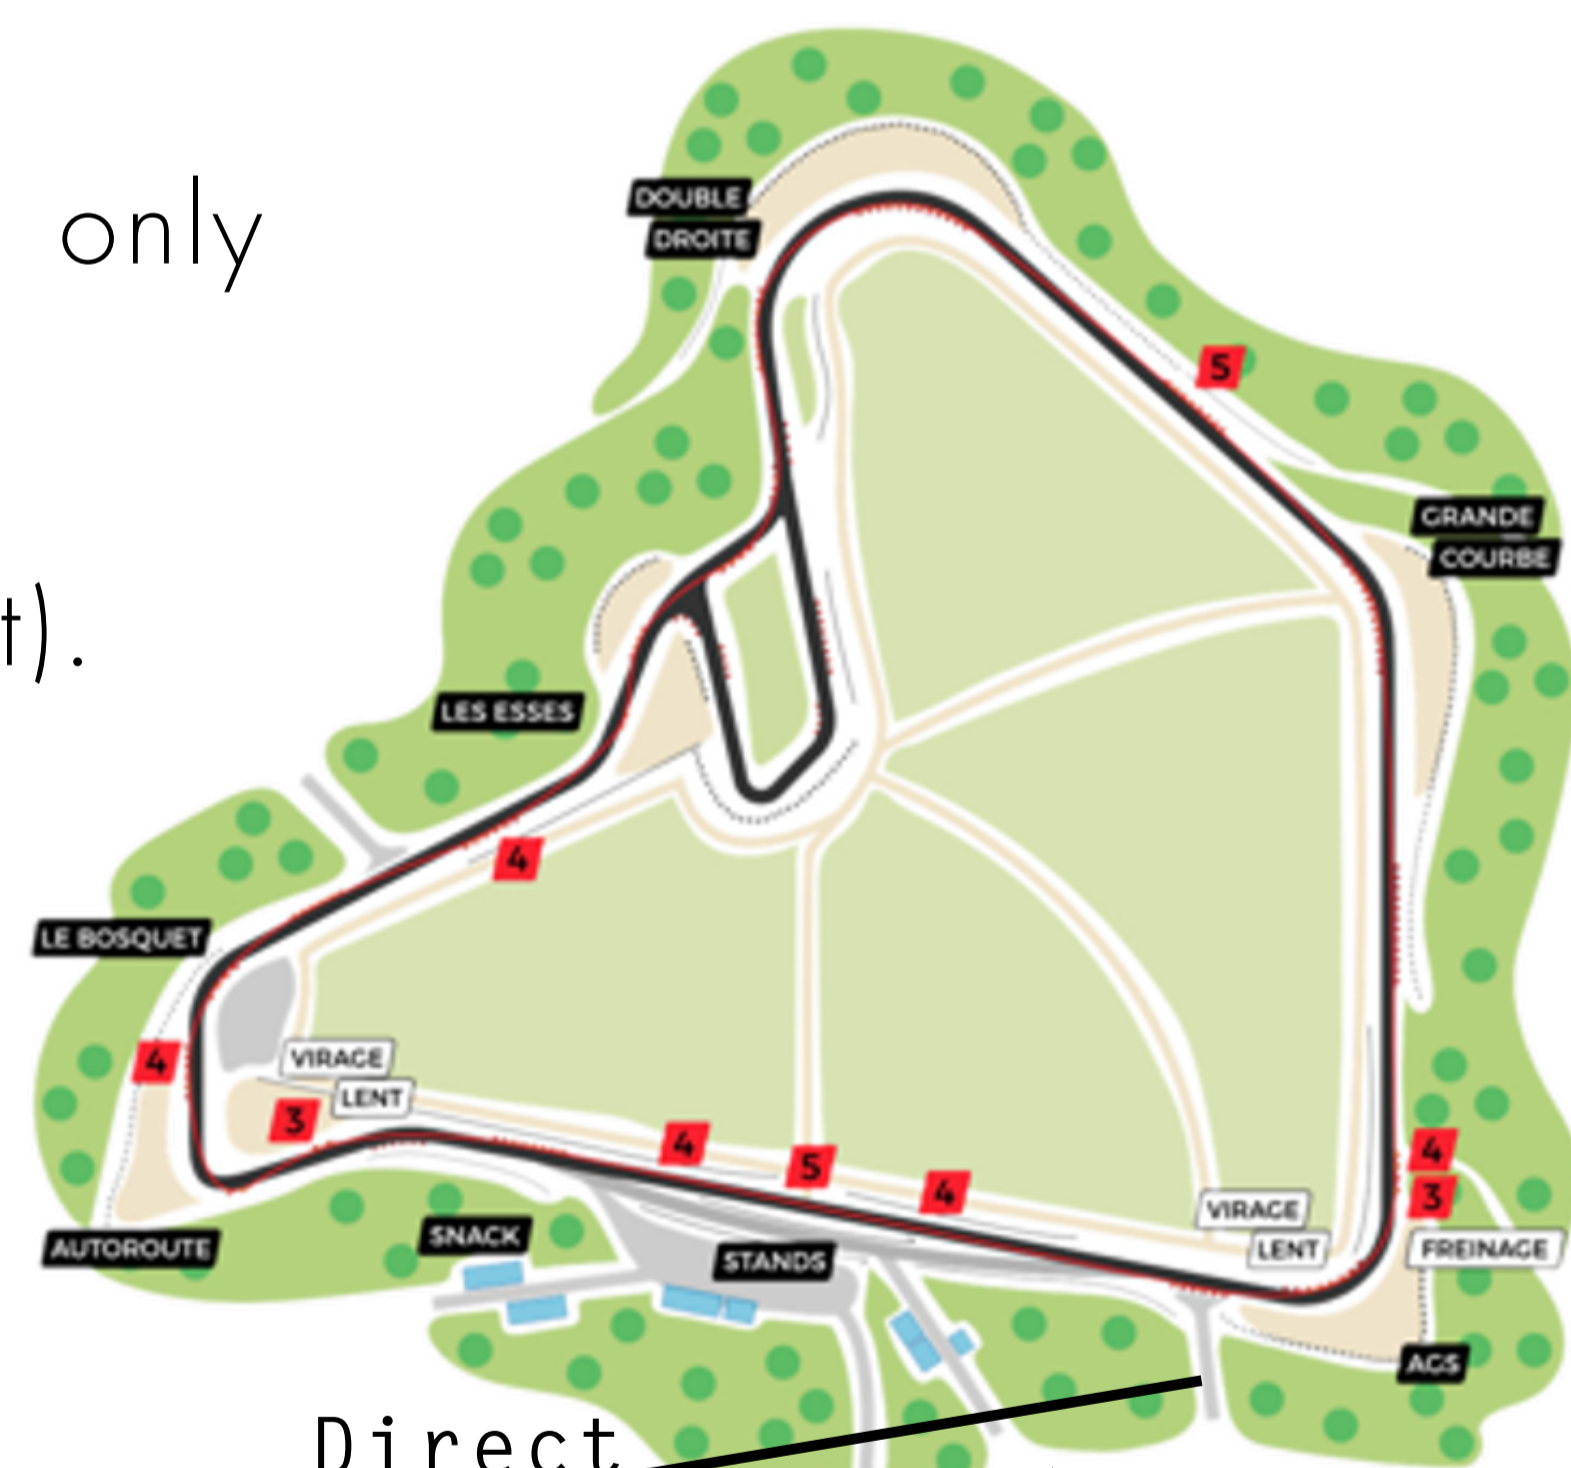 only
DOUBLE
DROITE
5
GRANDE
COURBE
t).
LES ESSES
4
LE BOSQUET
VIRAGE
LENT
4
3
4
5
4
4
3
VIRAGE
LENT
FREINAGE
AUTOROUTE
SNACK
STANDS
AGS
Direct